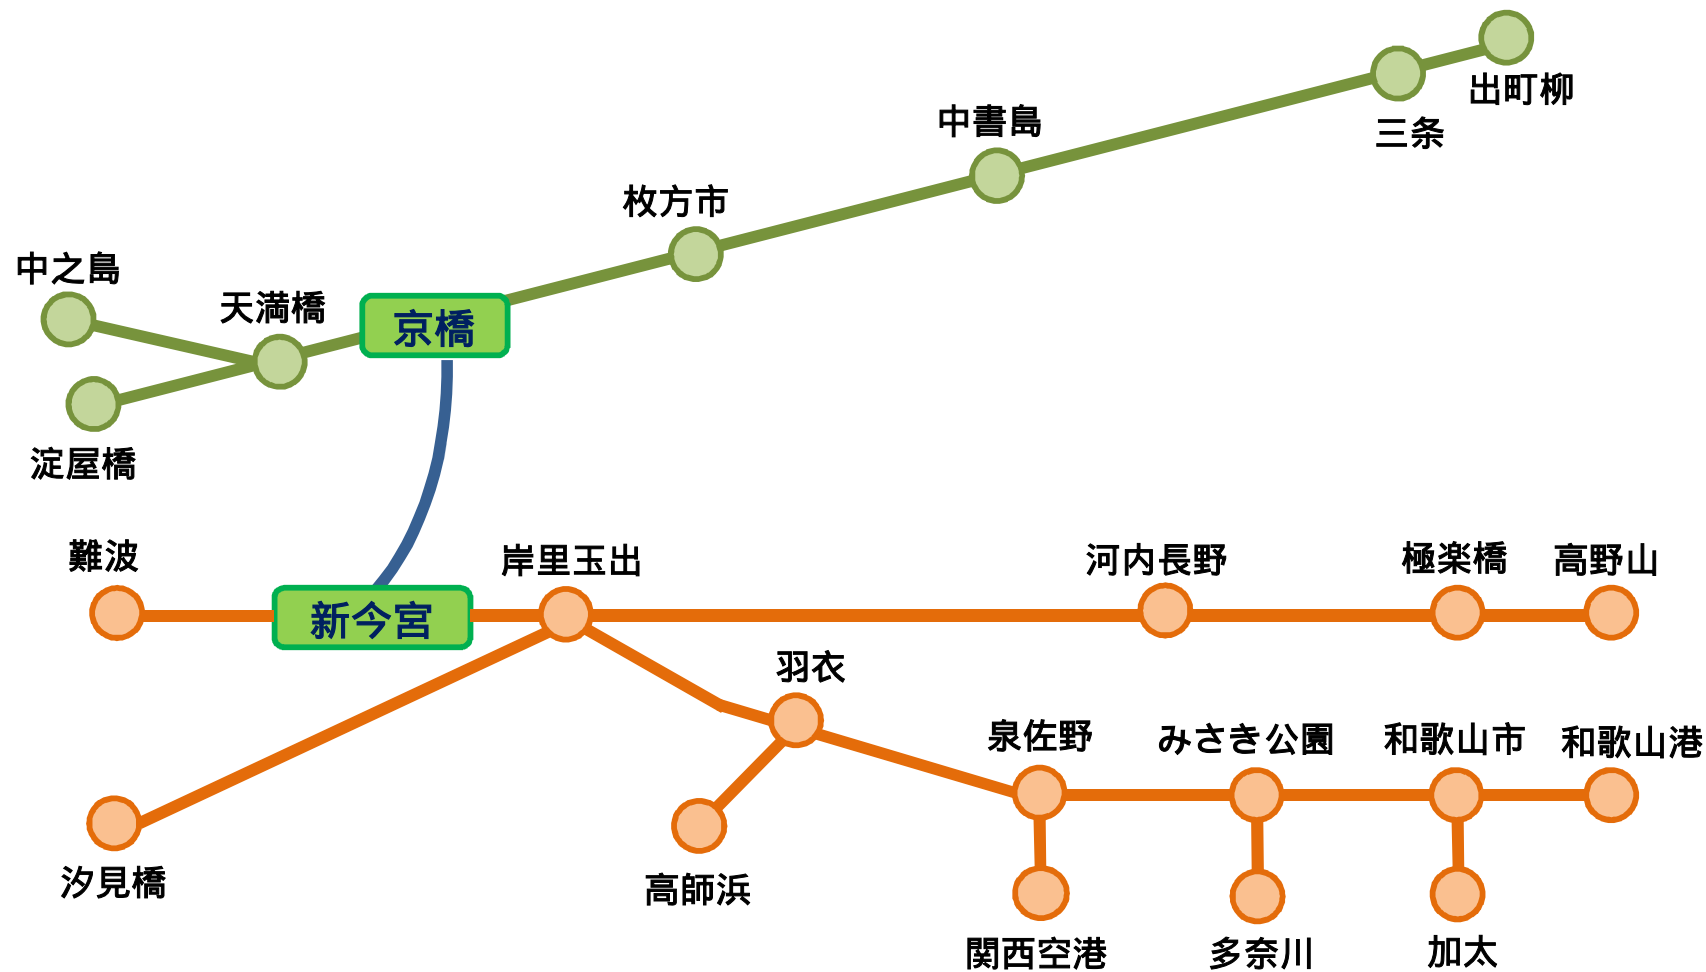 出町柳
三条
中書島
枚方市
中之島
天満橋
京橋
淀屋橋
難波
岸里玉出
河内長野
極楽橋
高野山
新今宮
羽衣
泉佐野
みさき公園
和歌山市
和歌山港
汐見橋
高師浜
関西空港
多奈川
加太